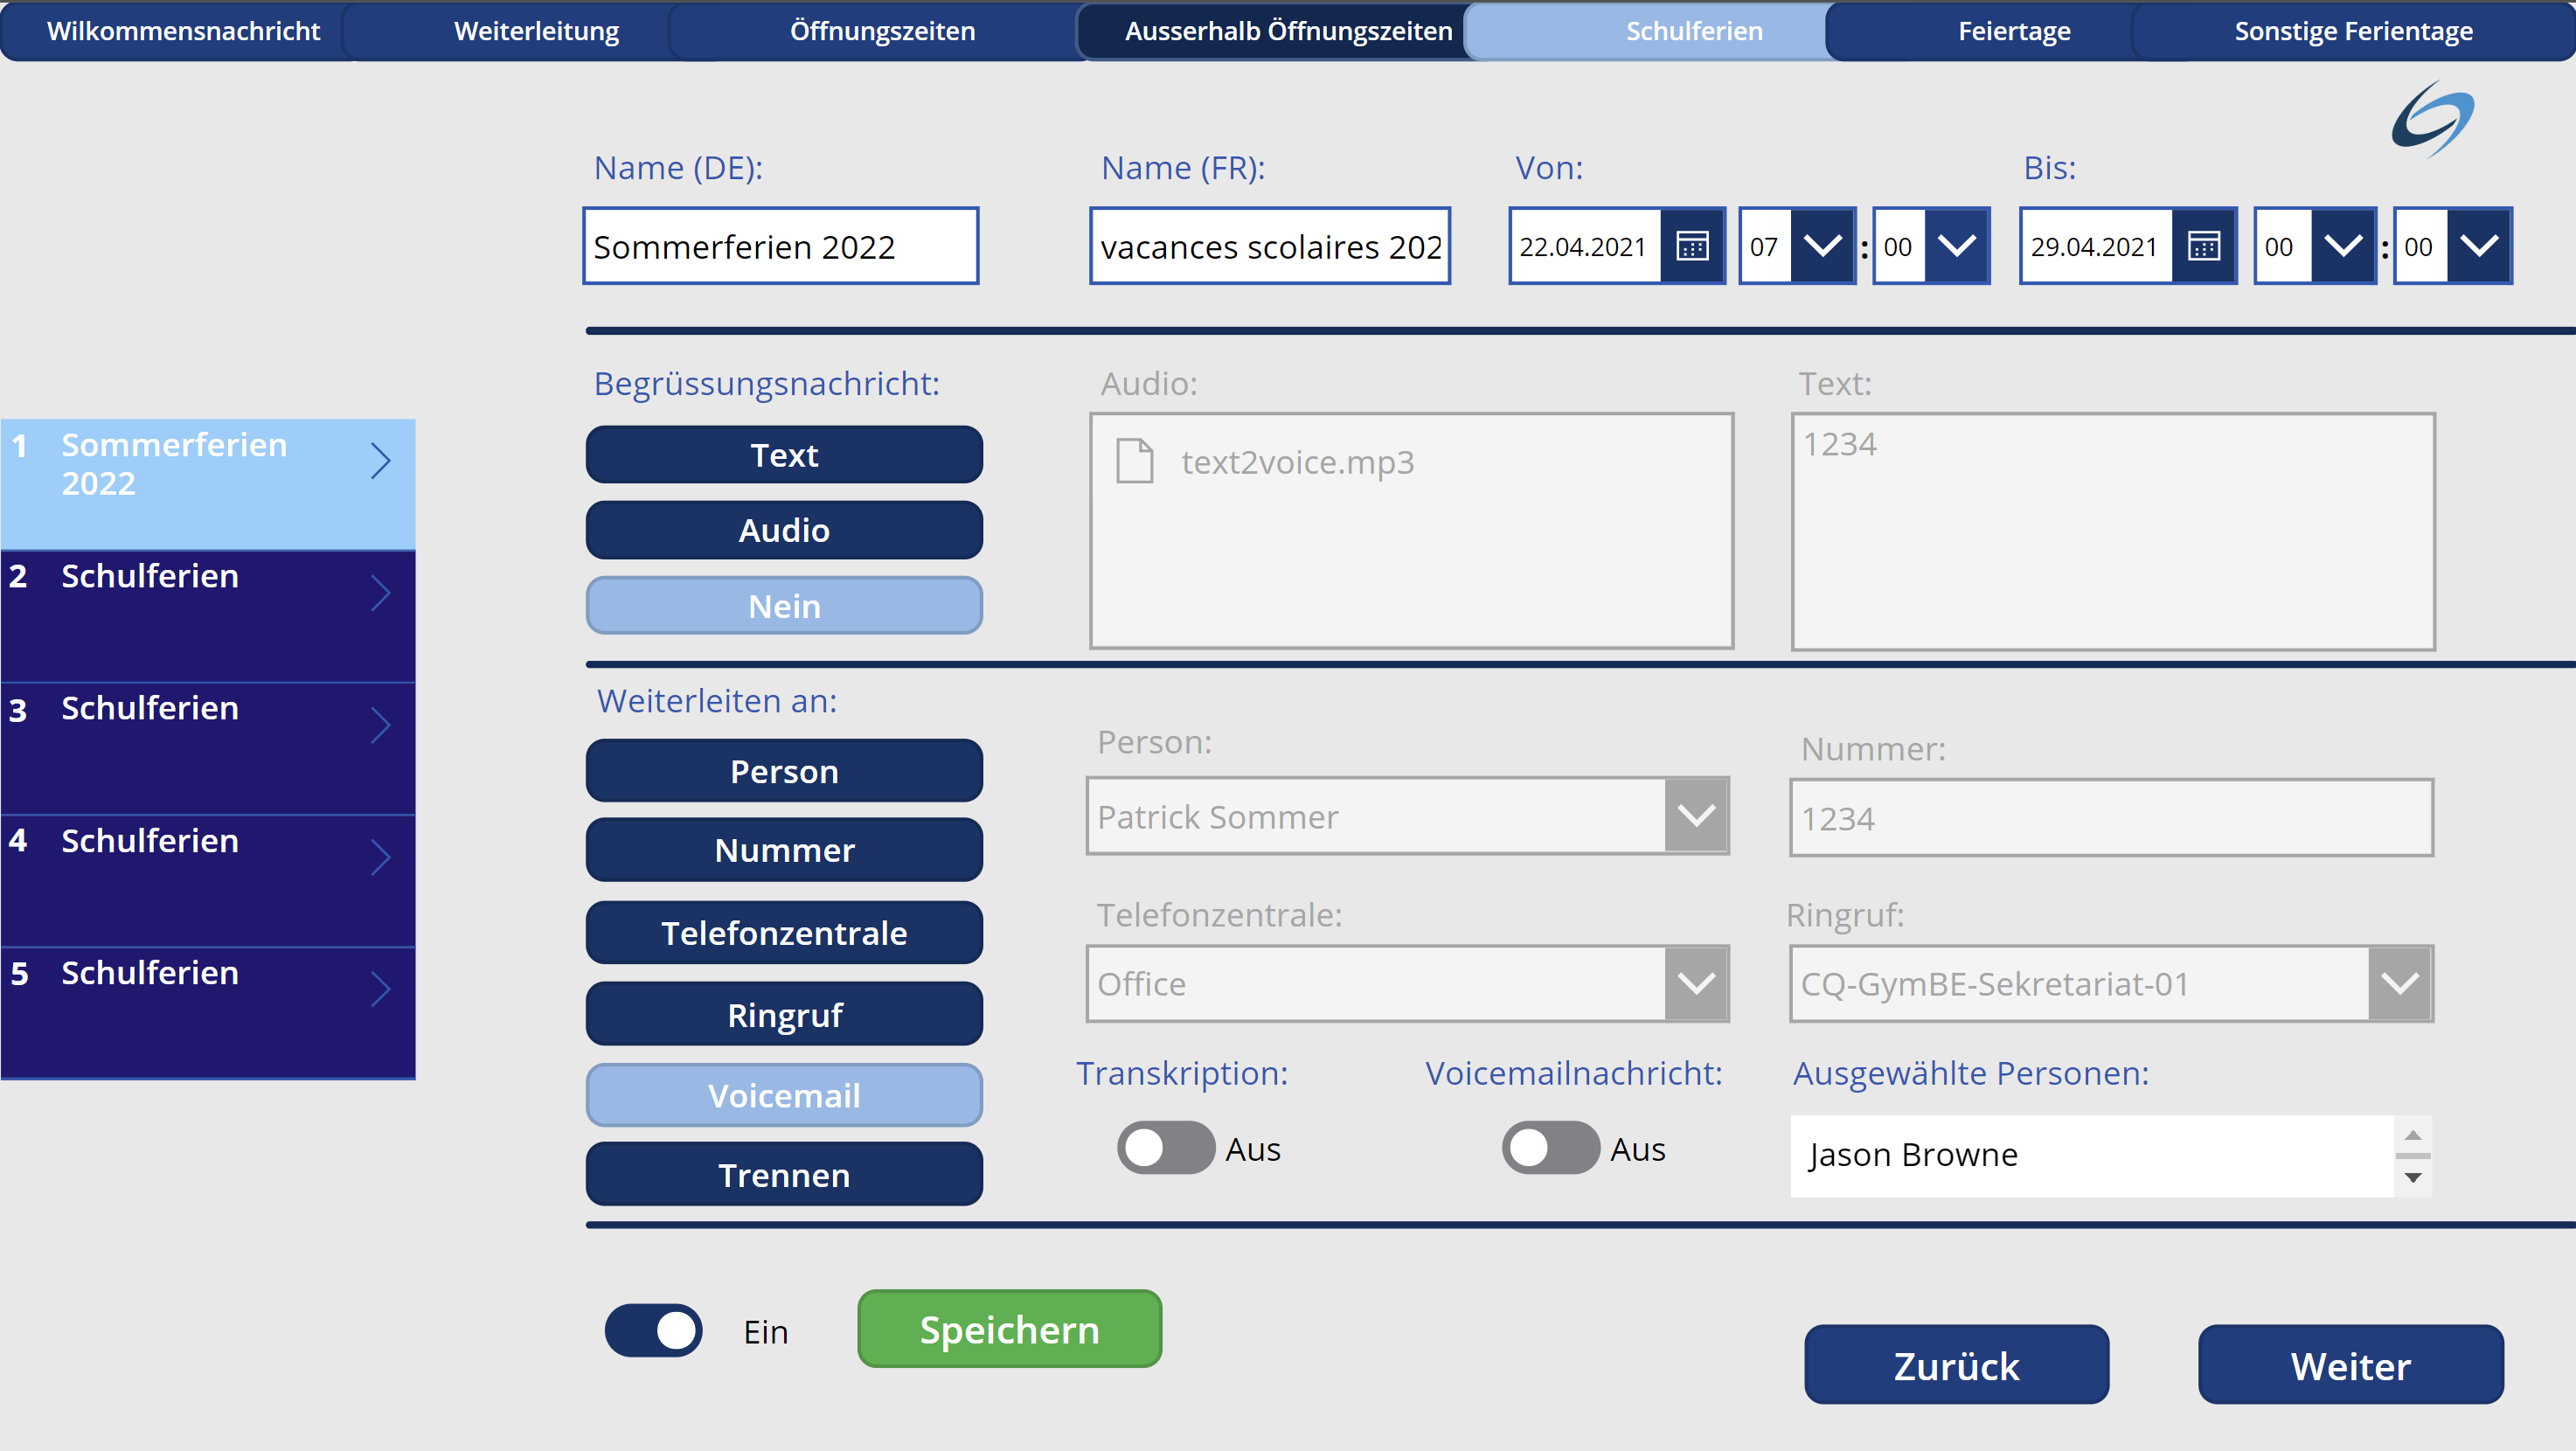 Wilkommensnachricht
Weiterleitung
Öffnungszeiten
Ausserhalb Öffnungszeiten
Schulferien
Feiertage
Sonstige Ferientage
Name (DE):
Name (FR):
Von:
Bis:
Sommerferien 2022
vacances scolaires 202
22.04.2021
07
:
00
29.04.2021
00
:
00
1 Sommerferien
2022
2 Schulferien
3 Schulferien
4 Schulferien
5 Schulferien
Begrüssungsnachricht:
Text
Audio
Nein
Audio:
text2voice.mp3
Text:
1234
Weiterleiten an:
Person
Nummer
Telefonzentrale
Ringruf
Voicemail
Trennen
Person:
Patrick Sommer
Nummer:
1234
Telefonzentrale:
Office
Ringruf:
CQ-GymBE-Sekretariat-01
Transkription:
Aus
Voicemailnachricht:
Aus
Ausgewählte Personen:
Jason Browne
Ein
Speichern
Zurück
Weiter